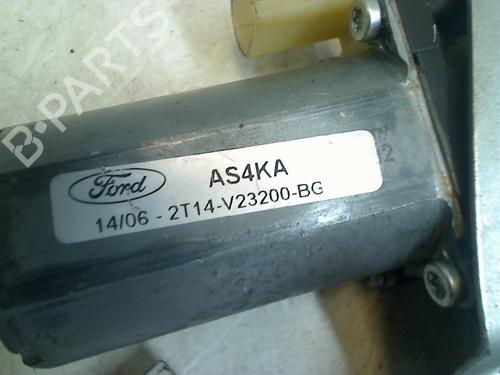 B-PARTS
Ford
AS4KA
14/06 - 2T14-V23200-BG